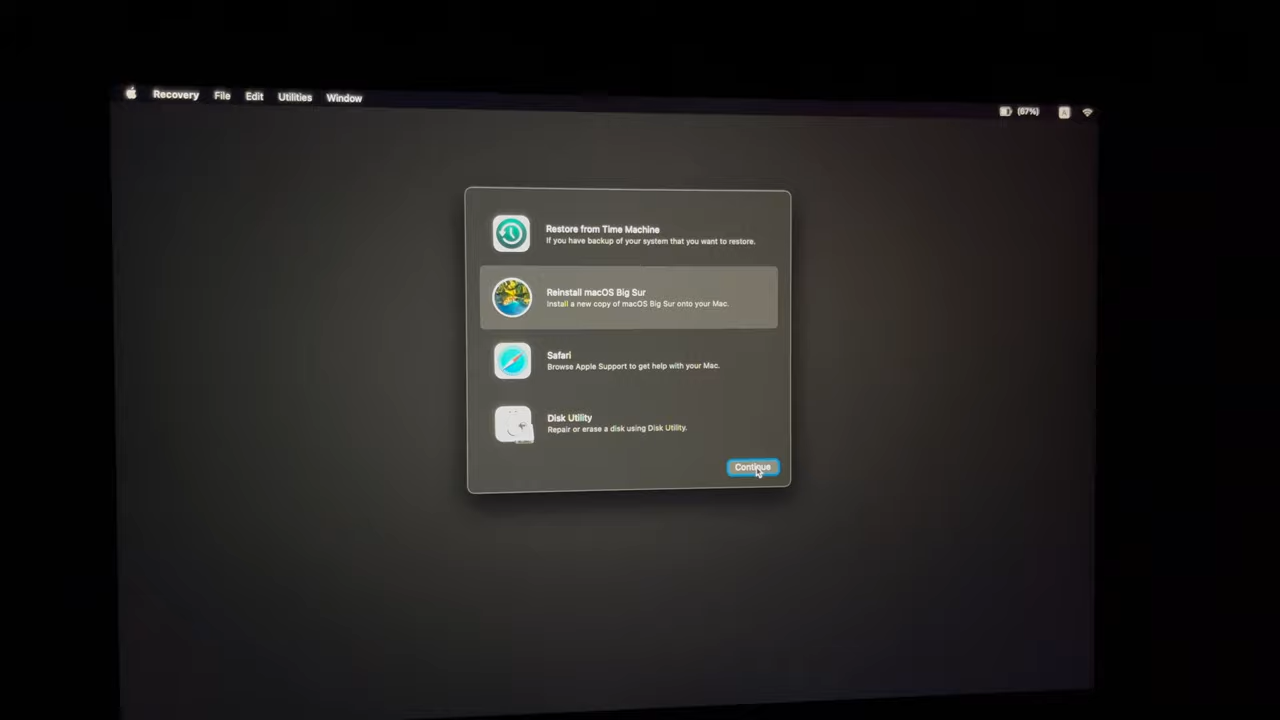 Recovery File Edit Utilities Window (67%) A
Restore from Time Machine
If you have backup of your system that you want to restore.
Reinstall macOS Big Sur
Install a new copy of macOS Big Sur onto your Mac.
Safari
Browse Apple Support to get help with your Mac.
Disk Utility
Repair or erase a disk using Disk Utility.
Continue